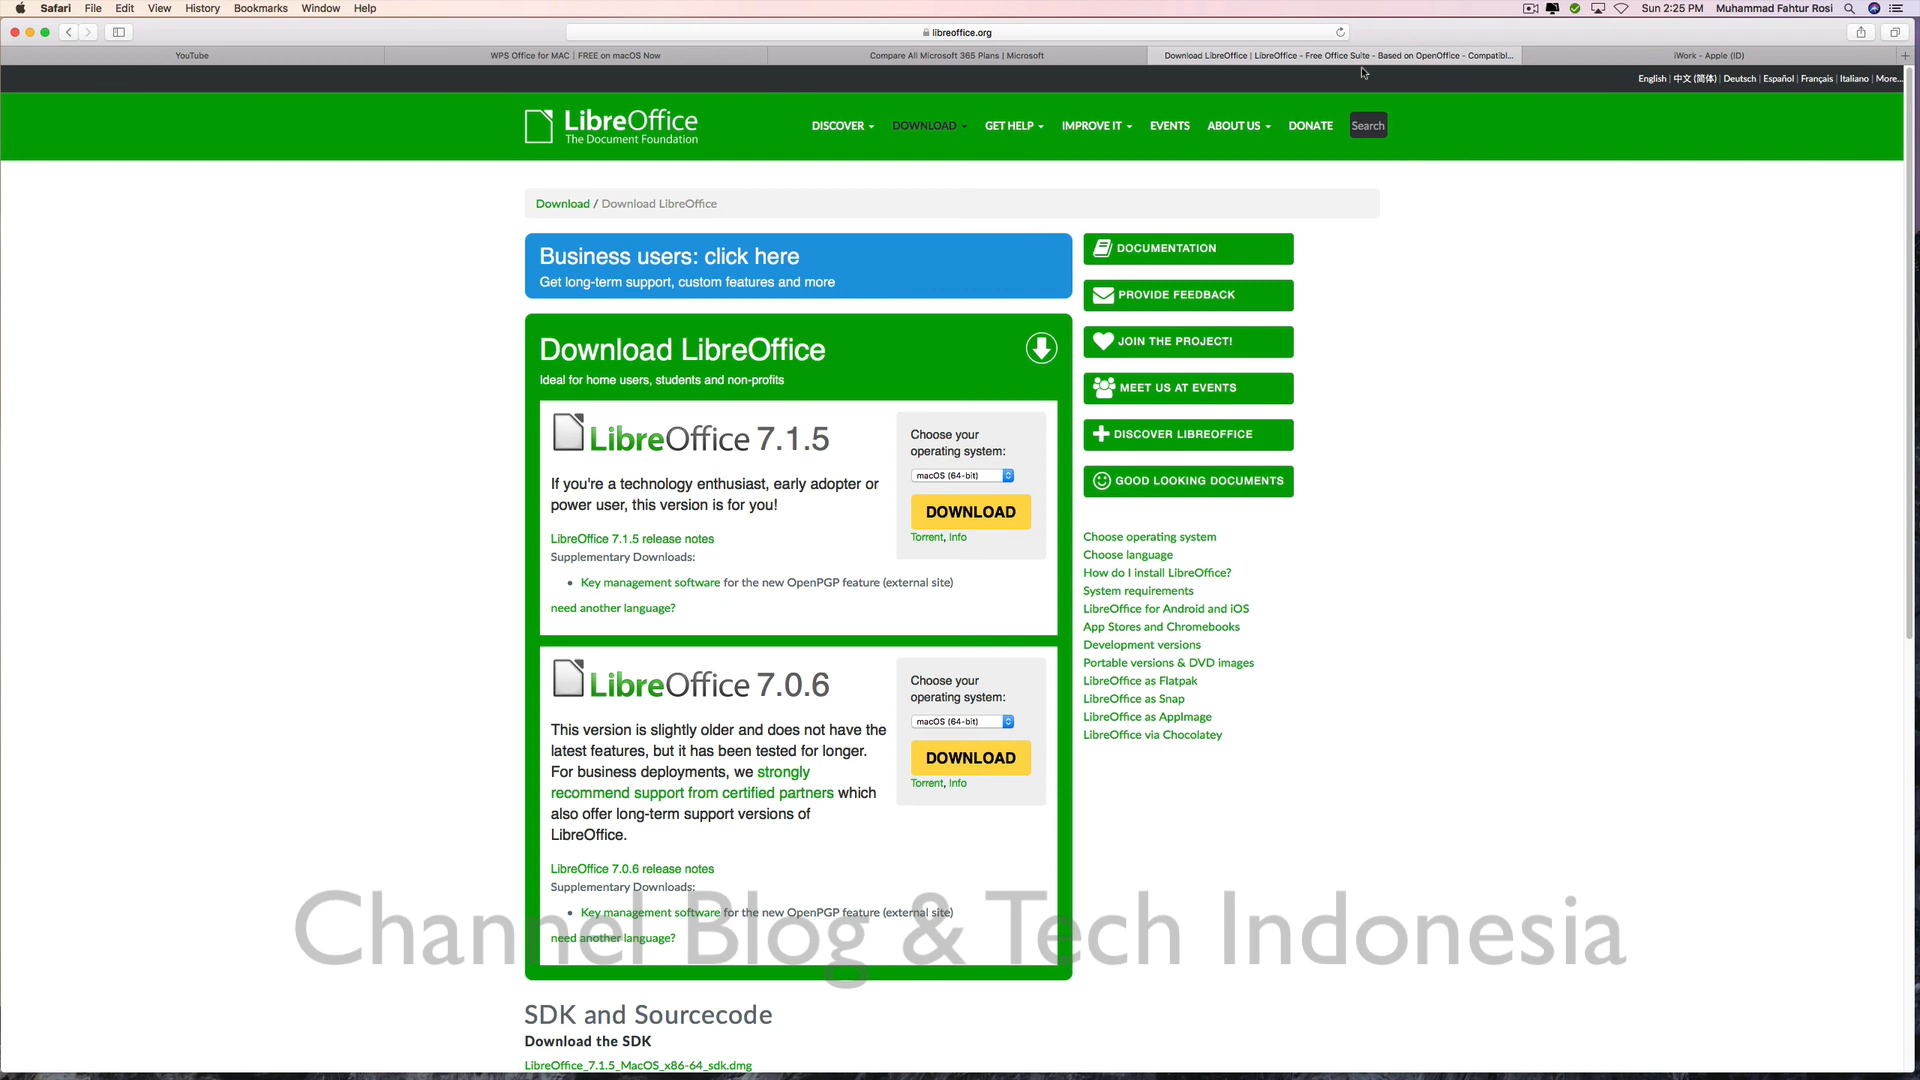 Safari File Edit View History Bookmarks Window Help Sun 2:25 PM Muhammad Fahtur Rosi
libreoffice.org
YouTube WPS Office for MAC | FREE on macOS Now Compare All Microsoft 365 Plans | Microsoft Download LibreOffice | LibreOffice - Free Office Suite - Based on OpenOffice - Compatibl... iWork - Apple (ID)
English | 中文 (简体) | Deutsch | Español | Français | Italiano | More...
LibreOffice
The Document Foundation
DISCOVER DOWNLOAD GET HELP IMPROVE IT EVENTS ABOUT US DONATE Search
Download / Download LibreOffice
Business users: click here
Get long-term support, custom features and more
Download LibreOffice
Ideal for home users, students and non-profits
LibreOffice 7.1.5
If you're a technology enthusiast, early adopter or
power user, this version is for you!
LibreOffice 7.1.5 release notes
Supplementary Downloads:
• Key management software for the new OpenPGP feature (external site)
need another language?
Choose your
operating system:
macOS (64-bit)
DOWNLOAD
Torrent, Info
LibreOffice 7.0.6
This version is slightly older and does not have the
latest features, but it has been tested for longer.
For business deployments, we strongly
recommend support from certified partners which
also offer long-term support versions of
LibreOffice.
LibreOffice 7.0.6 release notes
Supplementary Downloads:
• Key management software for the new OpenPGP feature (external site)
need another language?
Choose your
operating system:
macOS (64-bit)
DOWNLOAD
Torrent, Info
DOCUMENTATION
PROVIDE FEEDBACK
JOIN THE PROJECT!
MEET US AT EVENTS
DISCOVER LIBREOFFICE
GOOD LOOKING DOCUMENTS
Choose operating system
Choose language
How do I install LibreOffice?
System requirements
LibreOffice for Android and iOS
App Stores and Chromebooks
Development versions
Portable versions & DVD images
LibreOffice as Flatpak
LibreOffice as Snap
LibreOffice as AppImage
LibreOffice via Chocolatey
Channel Blog & Tech Indonesia
SDK and Sourcecode
Download the SDK
LibreOffice_7.1.5_MacOS_x86-64_sdk.dmg